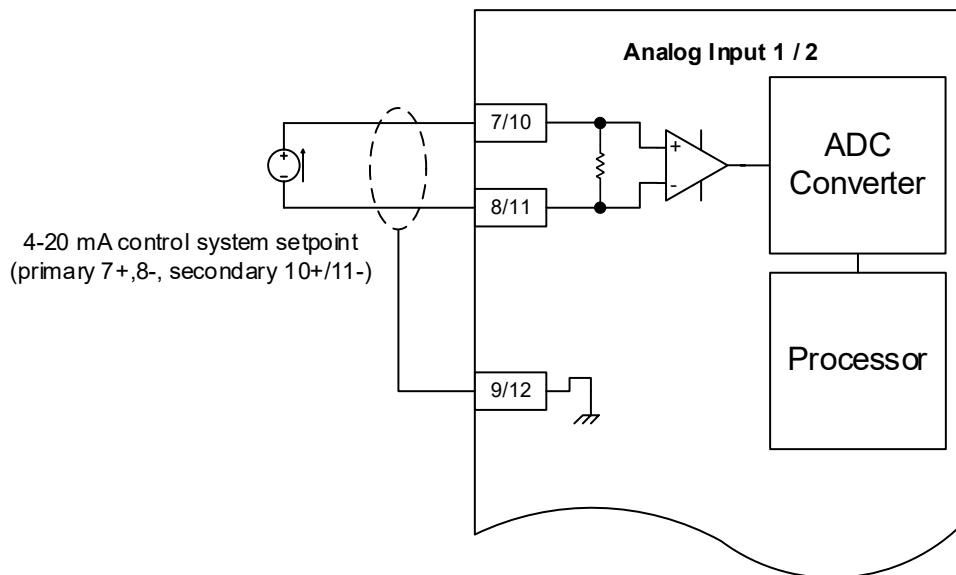 Analog Input 1 / 2
7/10
+
-
8/11
+
-
ADC
Converter
4-20 mA control system setpoint
(primary 7+,8-, secondary 10+/11-)
Processor
9/12